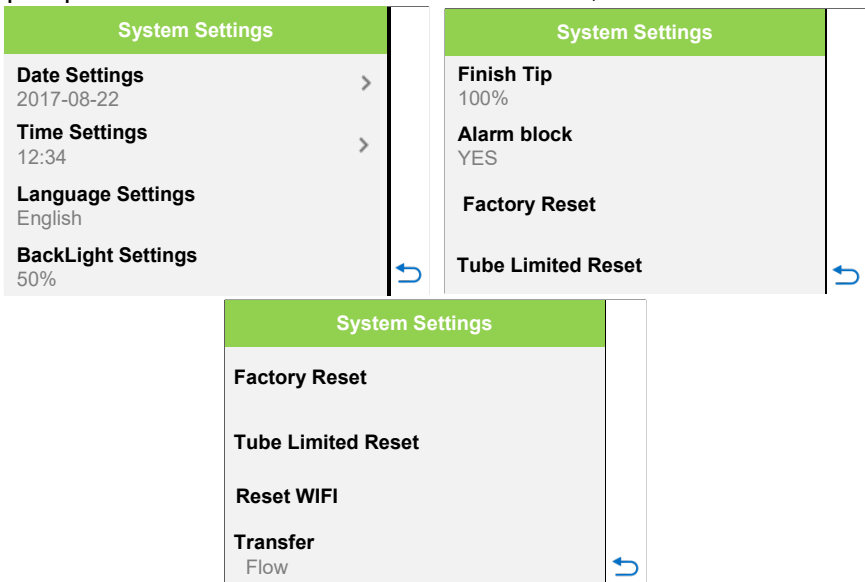 System Settings
Date Settings
2017-08-22
Time Settings
12:34
Language Settings
English
BackLight Settings
50%
System Settings
Finish Tip
100%
Alarm block
YES
Factory Reset
Tube Limited Reset
System Settings
Factory Reset
Tube Limited Reset
Reset WIFI
Transfer
Flow